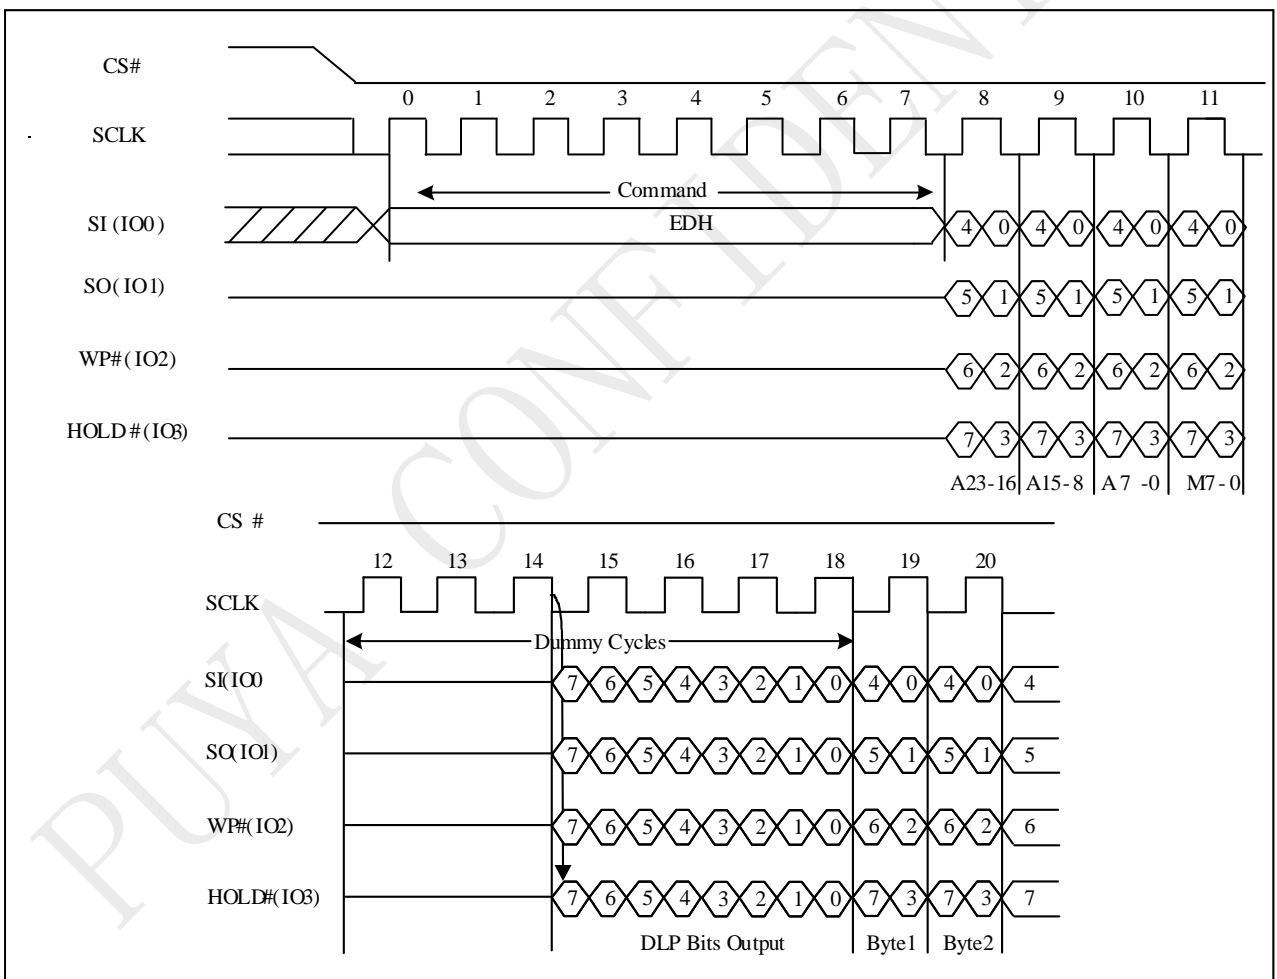 PUYA CONFIDENT
CS#
0 1 2 3 4 5 6 7 8 9 10 11
SCLK
Command
SI (IO0) EDH 4 0 4 0 4 0 4 0
SO(IO1) 5 1 5 1 5 1 5 1
WP#(IO2) 6 2 6 2 6 2 6 2
HOLD#(IO3) 7 3 7 3 7 3 7 3
A23-16 A15-8 A7-0 M7-0
CS #
12 13 14 15 16 17 18 19 20
SCLK
Dummy Cycles
SI(IO0 7 6 5 4 3 2 1 0 4 0 4 0 4
SO(IO1) 7 6 5 4 3 2 1 0 5 1 5 1 5
WP#(IO2) 7 6 5 4 3 2 1 0 6 2 6 2 6
HOLD#(IO3) 7 6 5 4 3 2 1 0 7 3 7 3 7
DLP Bits Output Byte1 Byte2